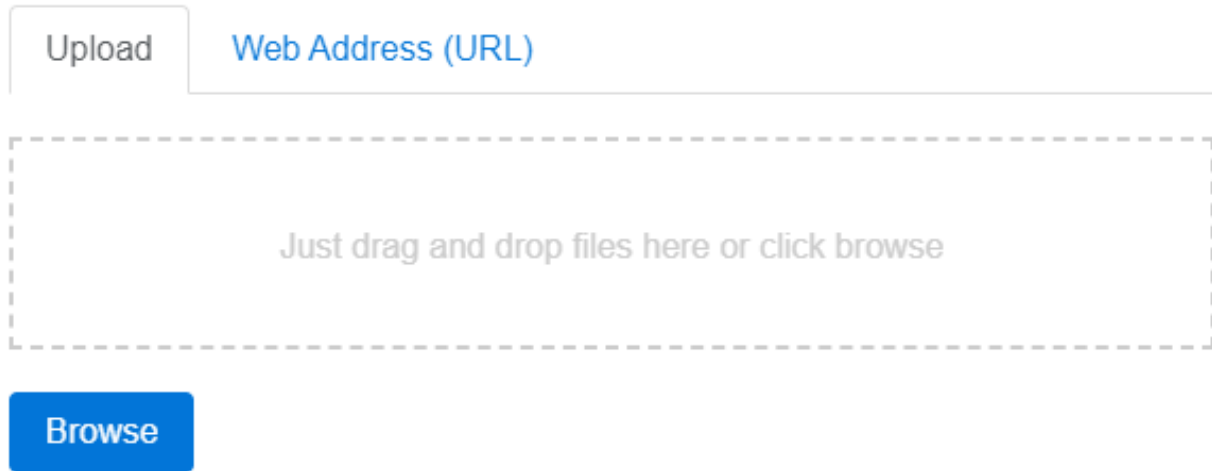 Upload
Web Address (URL)
Just drag and drop files here or click browse
Browse